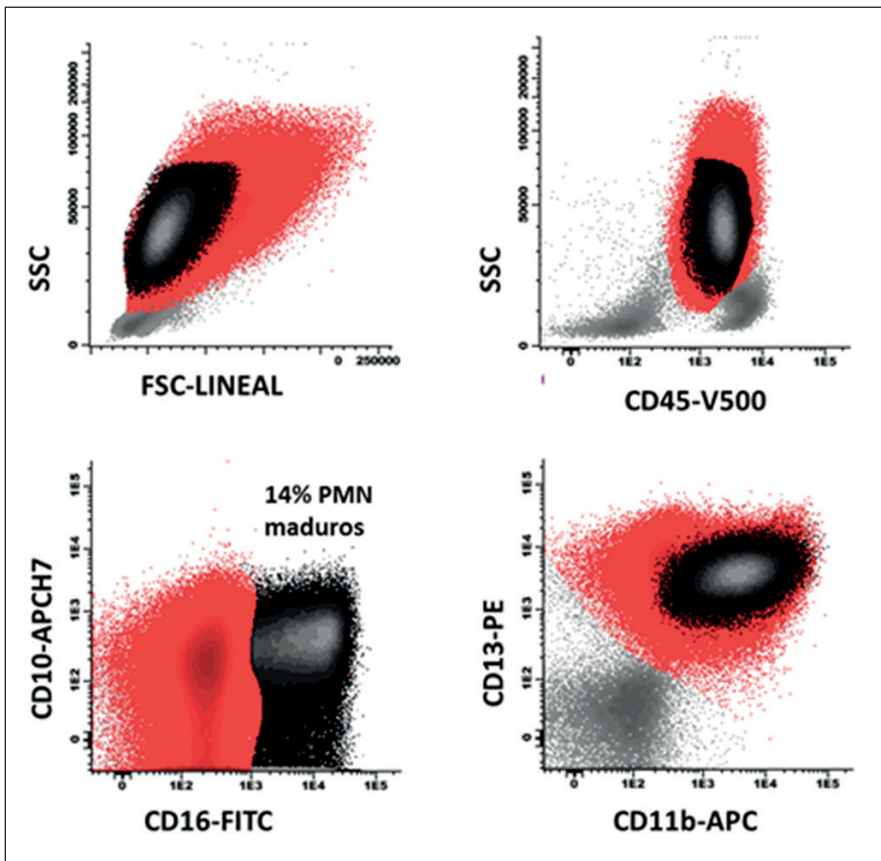 SSC
200000
100000
50000
0
0 250000
FSC-LINEAL
SSC
200000
100000
50000
0
0 1E2 1E3 1E4 1E5
CD45-V500
CD10-APCH7
1E5
1E4
1E3
1E2
0
14% PMN
maduros
0 1E2 1E3 1E4 1E5
CD16-FITC
CD13-PE
1E5
1E4
1E3
1E2
0
0 1E2 1E3 1E4 1E5
CD11b-APC